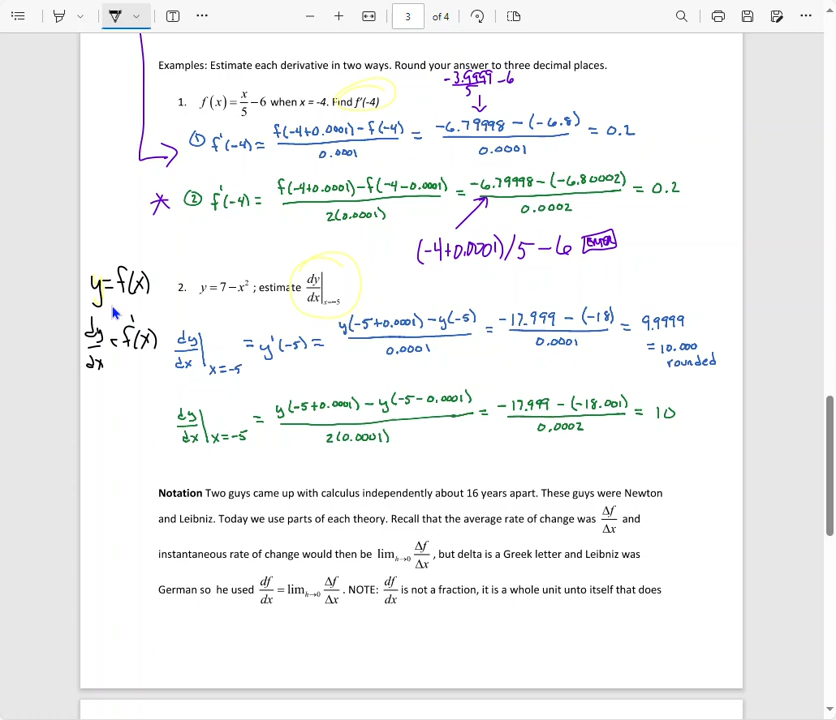 3 of 4
Examples: Estimate each derivative in two ways. Round your answer to three decimal places.
-3.9999/5 - 6
1. f(x) = x/5 - 6 when x = -4. Find f'(-4)
① f'(-4) ≈ (f(-4+0.0001) - f(-4))/0.0001 = (-6.79998 - (-6.8))/0.0001 = 0.2
* ② f'(-4) = (f(-4+0.0001) - f(-4-0.0001))/2(0.0001) = (-6.79998 - (-6.80002))/0.0002 = 0.2
(-4+0.0001)/5 - 6 ENTER
y = f(x)
2. y = 7 - x²; estimate dy/dx|x=-5
dy/dx = f'(x)
dy/dx|x=-5 = y'(-5) = (y(-5+0.0001) - y(-5))/0.0001 = (-17.999 - (-18))/0.0001 = 9.9999
= 10.000
rounded
dy/dx|x=-5 = (y(-5+0.0001) - y(-5-0.0001))/2(0.0001) = (-17.999 - (-18.001))/0.0002 = 10
Notation Two guys came up with calculus independently about 16 years apart. These guys were Newton
and Leibniz. Today we use parts of each theory. Recall that the average rate of change was Δf/Δx and
instantaneous rate of change would then be lim h→0 Δf/Δx, but delta is a Greek letter and Leibniz was
German so he used df/dx = lim h→0 Δf/Δx. NOTE: df/dx is not a fraction, it is a whole unit unto itself that does